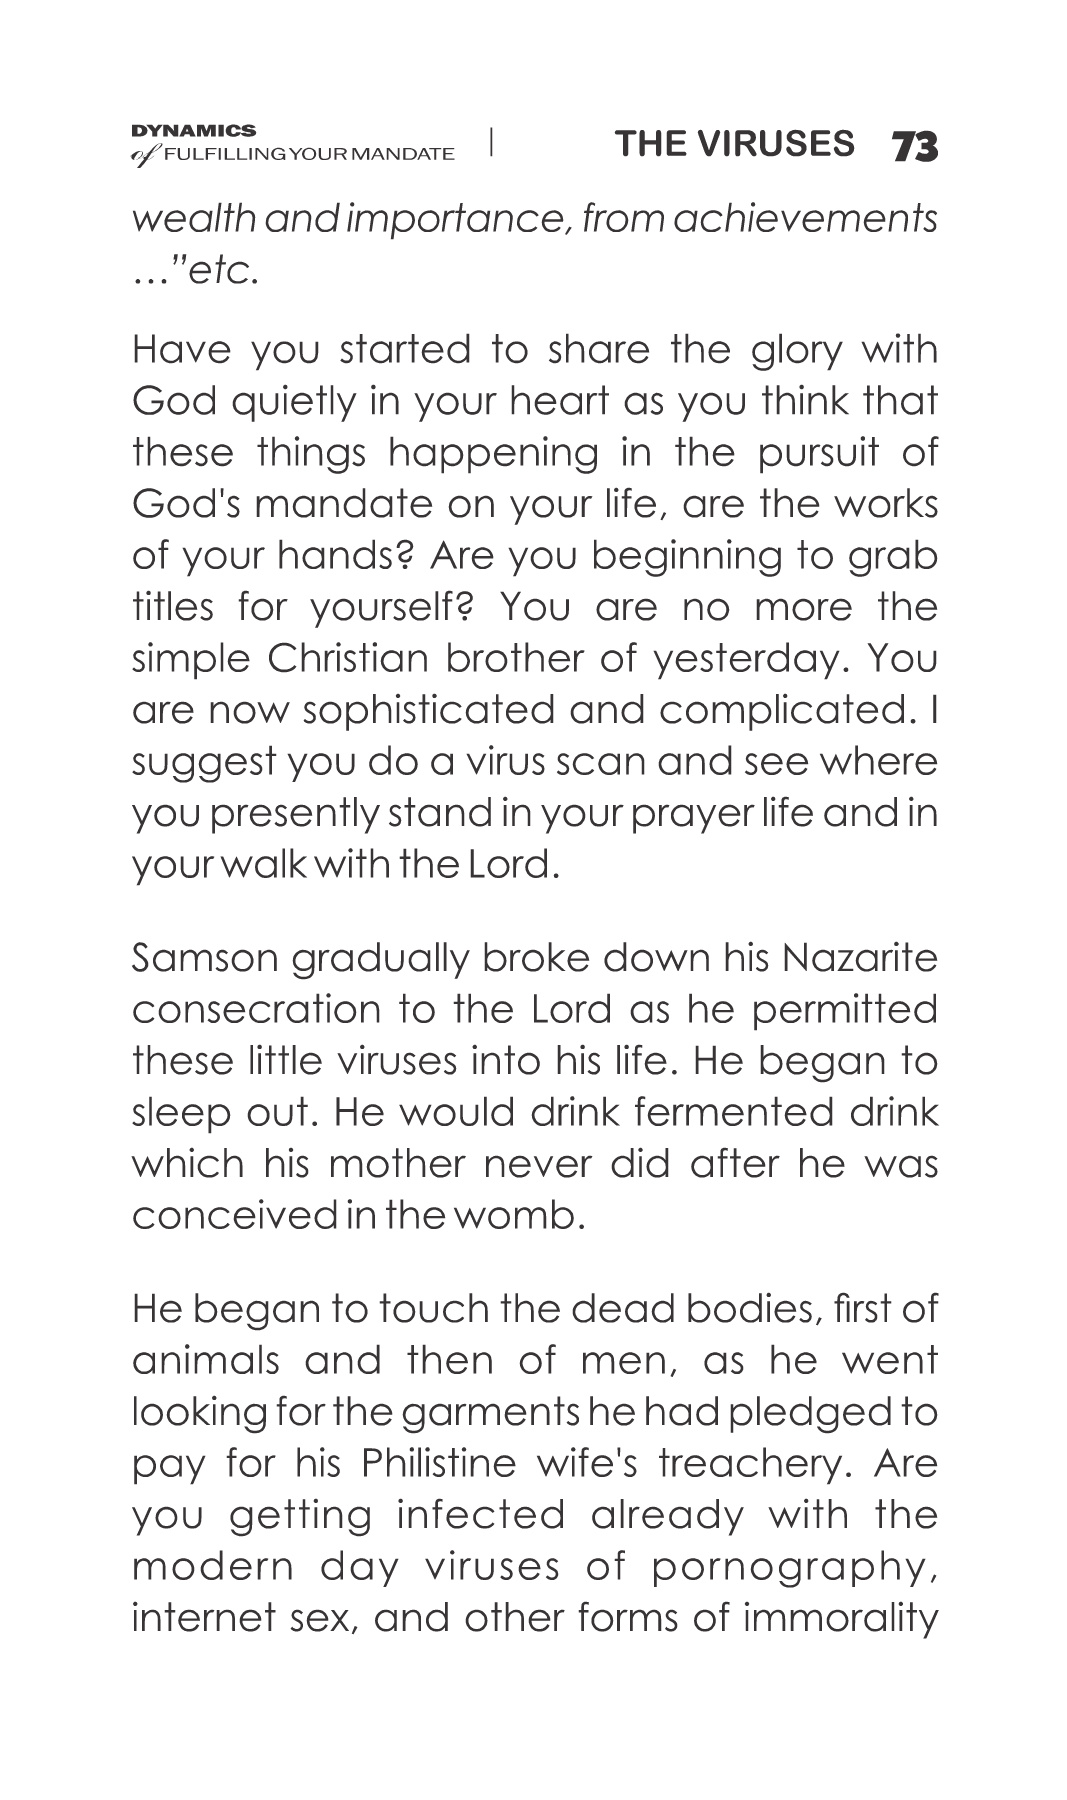 DYNAMICS
of FULFILLING YOUR MANDATE
THE VIRUSES 73
wealth and importance, from achievements
…”etc.
Have you started to share the glory with
God quietly in your heart as you think that
these things happening in the pursuit of
God's mandate on your life, are the works
of your hands? Are you beginning to grab
titles for yourself? You are no more the
simple Christian brother of yesterday. You
are now sophisticated and complicated. I
suggest you do a virus scan and see where
you presently stand in your prayer life and in
your walk with the Lord.
Samson gradually broke down his Nazarite
consecration to the Lord as he permitted
these little viruses into his life. He began to
sleep out. He would drink fermented drink
which his mother never did after he was
conceived in the womb.
He began to touch the dead bodies, first of
animals and then of men, as he went
looking for the garments he had pledged to
pay for his Philistine wife's treachery. Are
you getting infected already with the
modern day viruses of pornography,
internet sex, and other forms of immorality